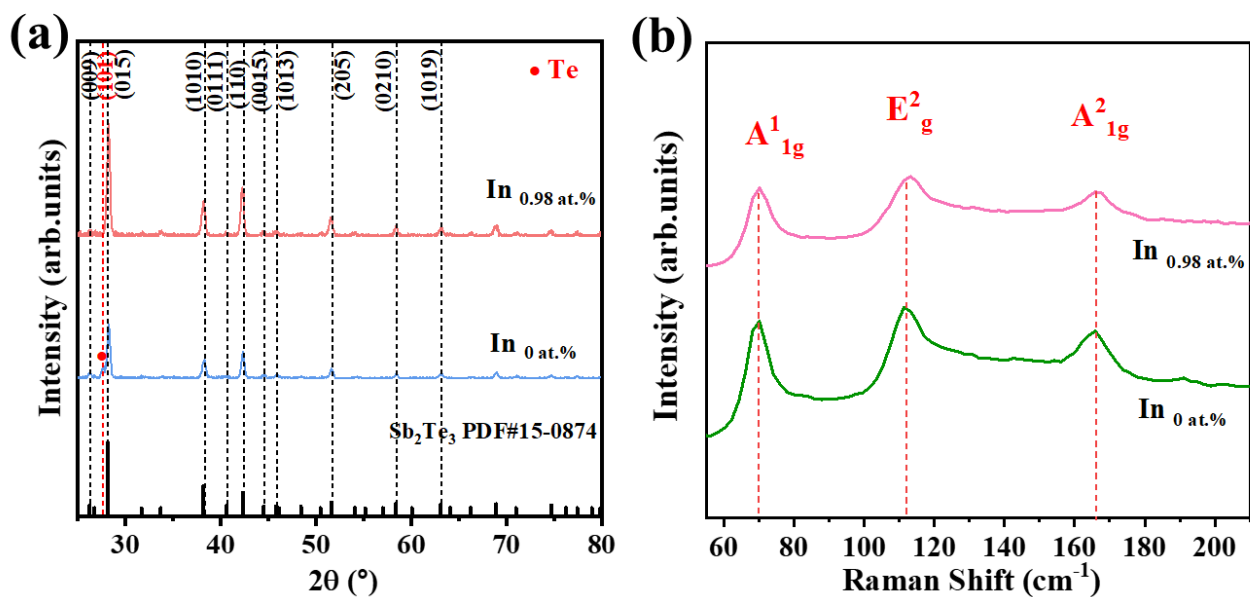 (a)
Intensity (arb.units)
(009)
(101)
(015)
(1010)
(0111)
(110)
(0015)
(1013)
(205)
(0210)
(1019)
Te
In 0.98 at.%
In 0 at.%
Sb2Te3 PDF#15-0874
30 40 50 60 70 80
2θ (°)
(b)
Intensity (arb.units)
A¹1g
E²g
A²1g
In 0.98 at.%
In 0 at.%
60 80 100 120 140 160 180 200
Raman Shift (cm⁻¹)